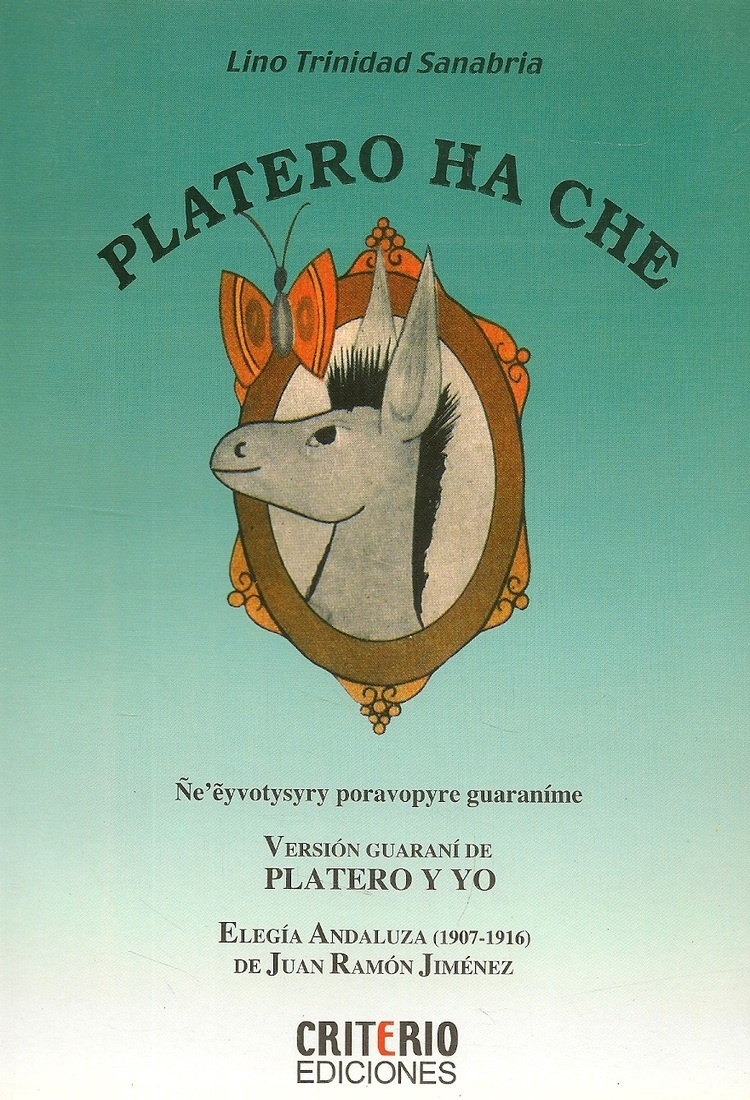 Lino Trinidad Sanabria
PLATERO HA CHE
Ñe'ẽyvotysyry poravopyre guaraníme
VERSIÓN GUARANÍ DE
PLATERO Y YO
ELEGÍA ANDALUZA (1907-1916)
DE JUAN RAMÓN JIMÉNEZ
CRITERIO
EDICIONES